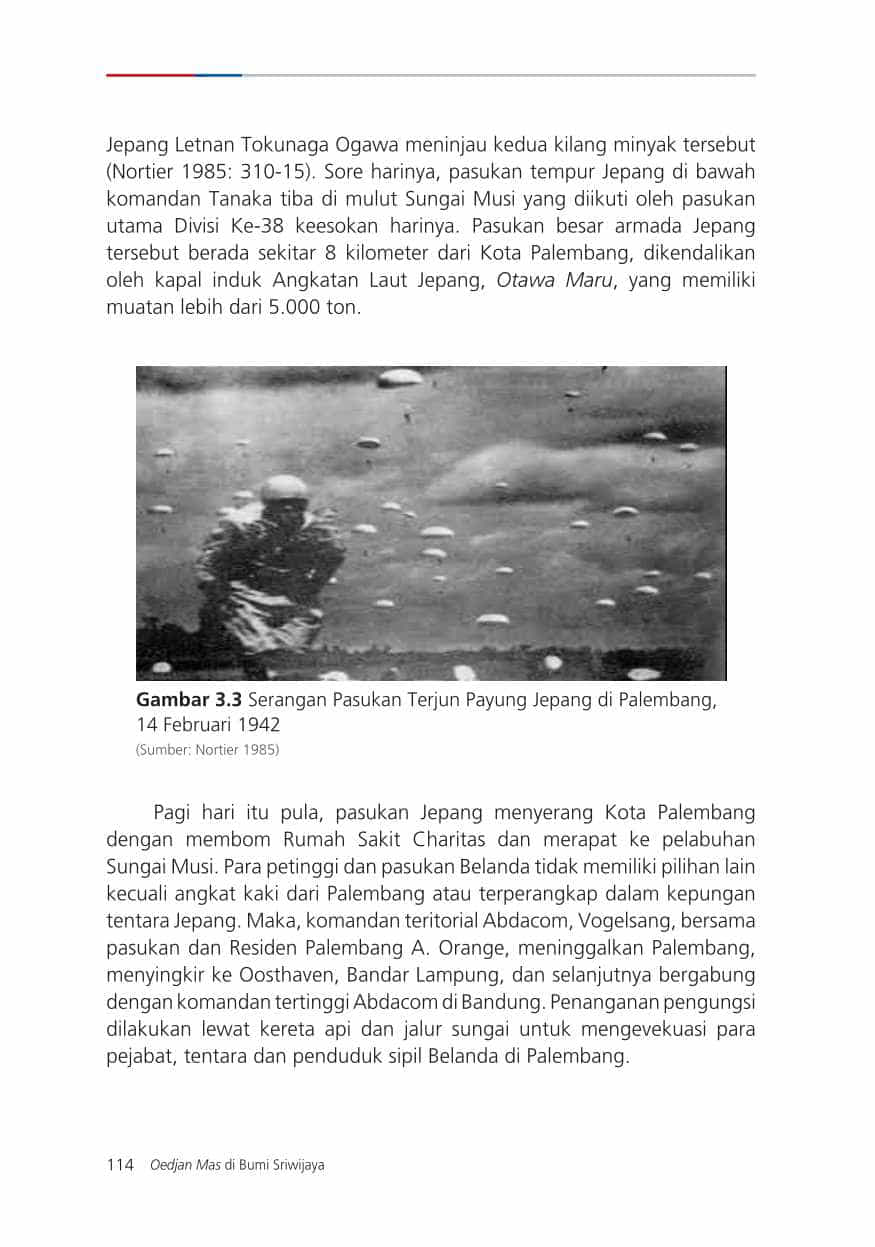 Jepang Letnan Tokunaga Ogawa meninjau kedua kilang minyak tersebut
(Nortier 1985: 310-15). Sore harinya, pasukan tempur Jepang di bawah
komandan Tanaka tiba di mulut Sungai Musi yang diikuti oleh pasukan
utama Divisi Ke-38 keesokan harinya. Pasukan besar armada Jepang
tersebut berada sekitar 8 kilometer dari Kota Palembang, dikendalikan
oleh kapal induk Angkatan Laut Jepang, Otawa Maru, yang memiliki
muatan lebih dari 5.000 ton.
Gambar 3.3 Serangan Pasukan Terjun Payung Jepang di Palembang,
14 Februari 1942
(Sumber: Nortier 1985)
Pagi hari itu pula, pasukan Jepang menyerang Kota Palembang
dengan membom Rumah Sakit Charitas dan merapat ke pelabuhan
Sungai Musi. Para petinggi dan pasukan Belanda tidak memiliki pilihan lain
kecuali angkat kaki dari Palembang atau terperangkap dalam kepungan
tentara Jepang. Maka, komandan teritorial Abdacom, Vogelsang, bersama
pasukan dan Residen Palembang A. Orange, meninggalkan Palembang,
menyingkir ke Oosthaven, Bandar Lampung, dan selanjutnya bergabung
dengan komandan tertinggi Abdacom di Bandung. Penanganan pengungsi
dilakukan lewat kereta api dan jalur sungai untuk mengevekuasi para
pejabat, tentara dan penduduk sipil Belanda di Palembang.
114 Oedjan Mas di Bumi Sriwijaya